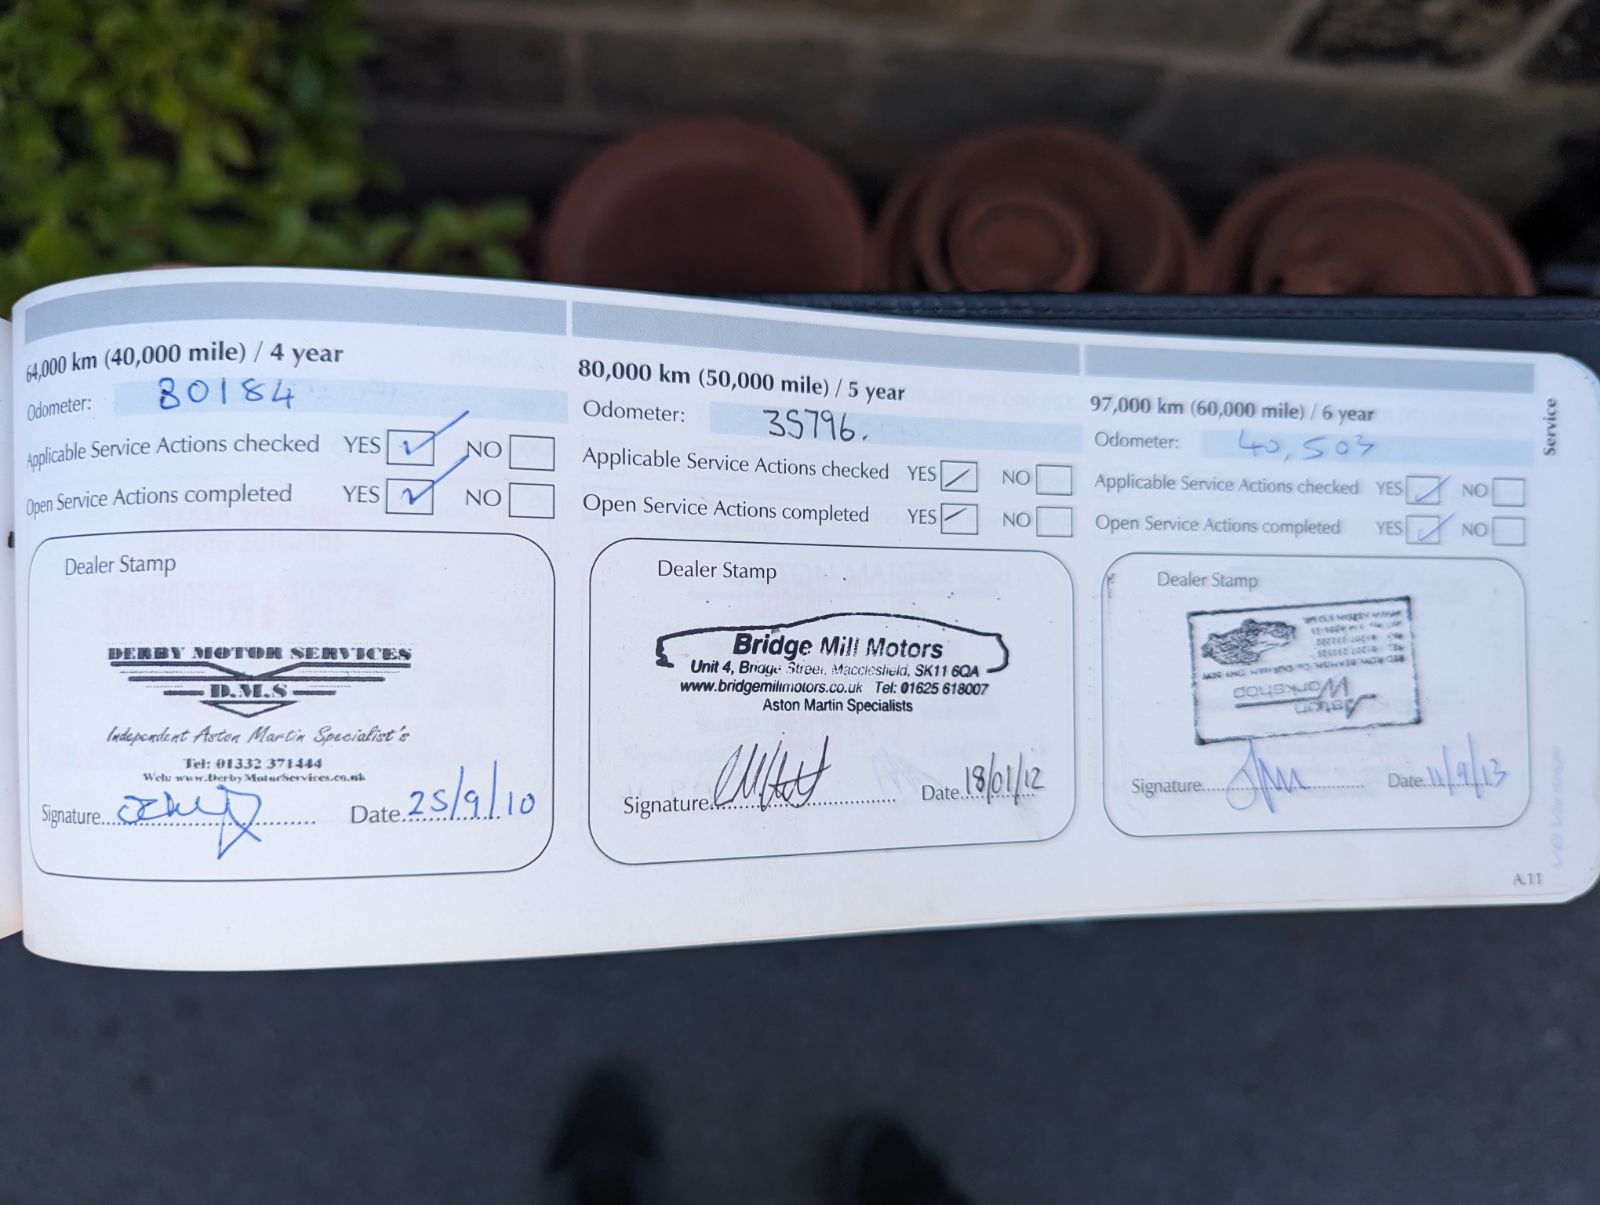 64,000 km (40,000 mile) / 4 year
Odometer: 30184
Applicable Service Actions checked YES ✓ NO
Open Service Actions completed YES ✓ NO
Dealer Stamp
DERBY MOTOR SERVICES
D.M.S
Independent Aston Martin Specialist's
Tel: 01332 371444
Web: www.DerbyMotorServices.co.uk
Signature
Date 25/9/10
80,000 km (50,000 mile) / 5 year
Odometer: 35796.
Applicable Service Actions checked YES NO
Open Service Actions completed YES NO
Dealer Stamp
Bridge Mill Motors
Unit 4, Bridge Street, Macclesfield, SK11 6QA
www.bridgemillmotors.co.uk Tel: 01625 618007
Aston Martin Specialists
Signature
Date 18/01/12
97,000 km (60,000 mile) / 6 year
Odometer: 40,503
Applicable Service Actions checked YES ✓ NO
Open Service Actions completed YES ✓ NO
Dealer Stamp
Aston
Workshop
Signature
Date 11/9/13
Service
V8 Vantage
A.11